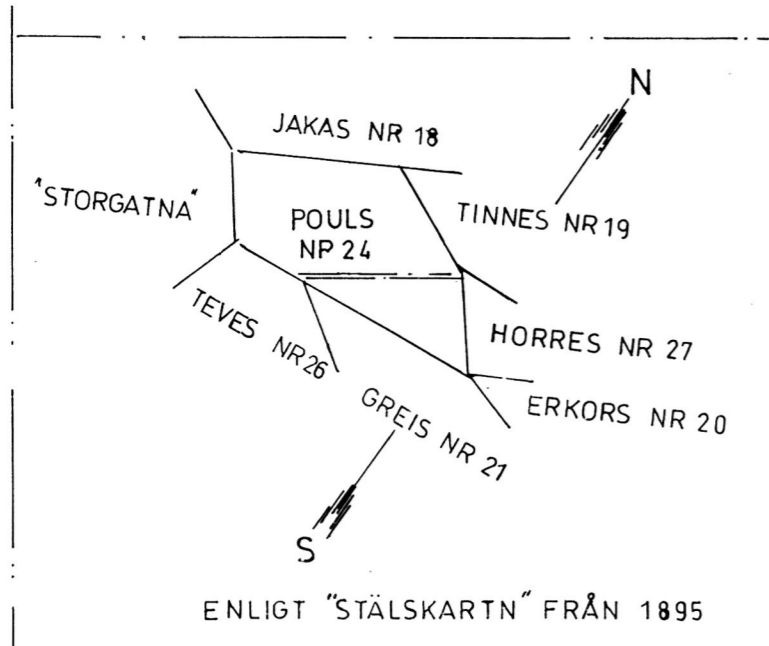 N
JAKAS NR 18
"STORGATNA"
TINNES NR 19
POULS
NR 24
TEVES NR 26
HORRES NR 27
ERKORS NR 20
GREIS NR 21
S
ENLIGT "STÄLSKARTN" FRÅN 1895